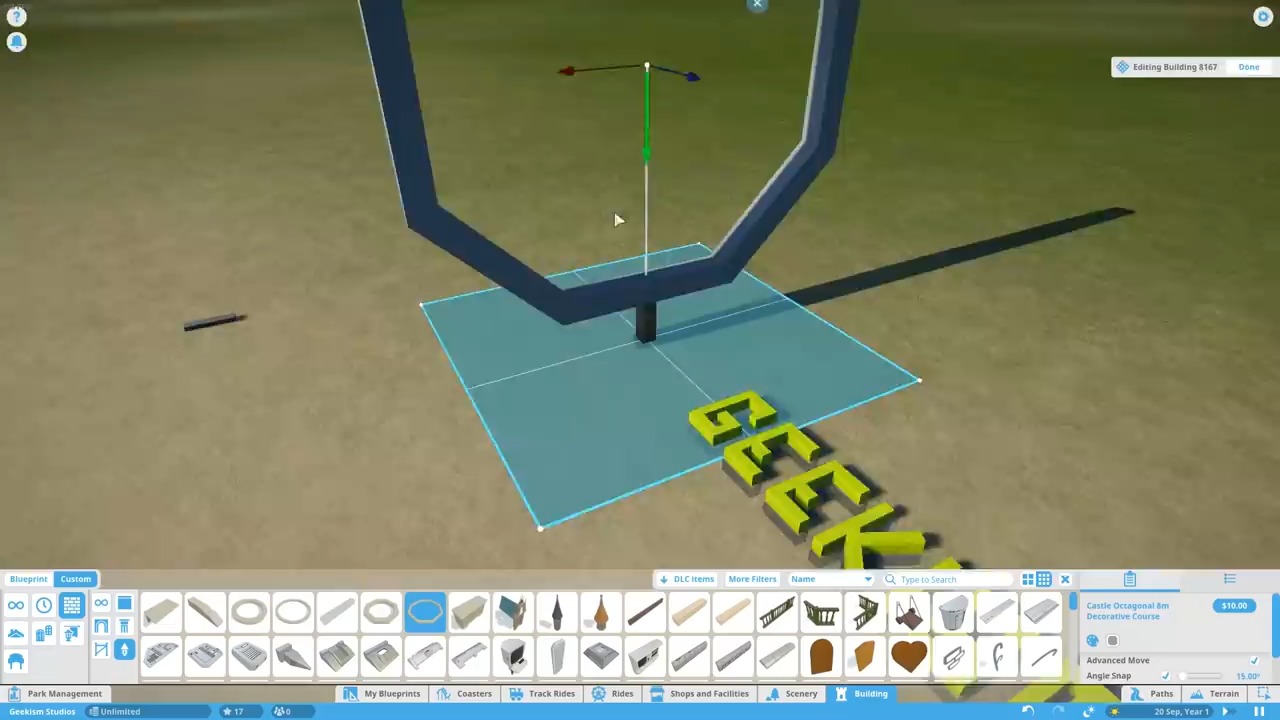 Editing Building 8167 Done
GEEK
Blueprint Custom DLC Items More Filters Name Type to Search
Castle Octagonal 8m
Decorative Course
$10.00
Advanced Move
Angle Snap 15.00°
Park Management My Blueprints Coasters Track Rides Rides Shops and Facilities Scenery Building Paths Terrain
Geekism Studios Unlimited 17 0 20 Sep, Year 1